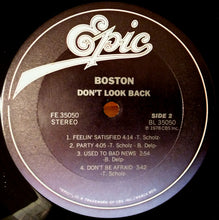 Epic
BOSTON
DON'T LOOK BACK
FE 35050
STEREO
SIDE 2
BL 35050
℗ 1978 CBS Inc.
1. FEELIN' SATISFIED 4:14 -T. Scholz-
2. PARTY 4:05 -T. Scholz - B. Delp-
3. USED TO BAD NEWS 2:54
-B. Delp-
4. DON'T BE AFRAID 3:42
-T. Scholz-